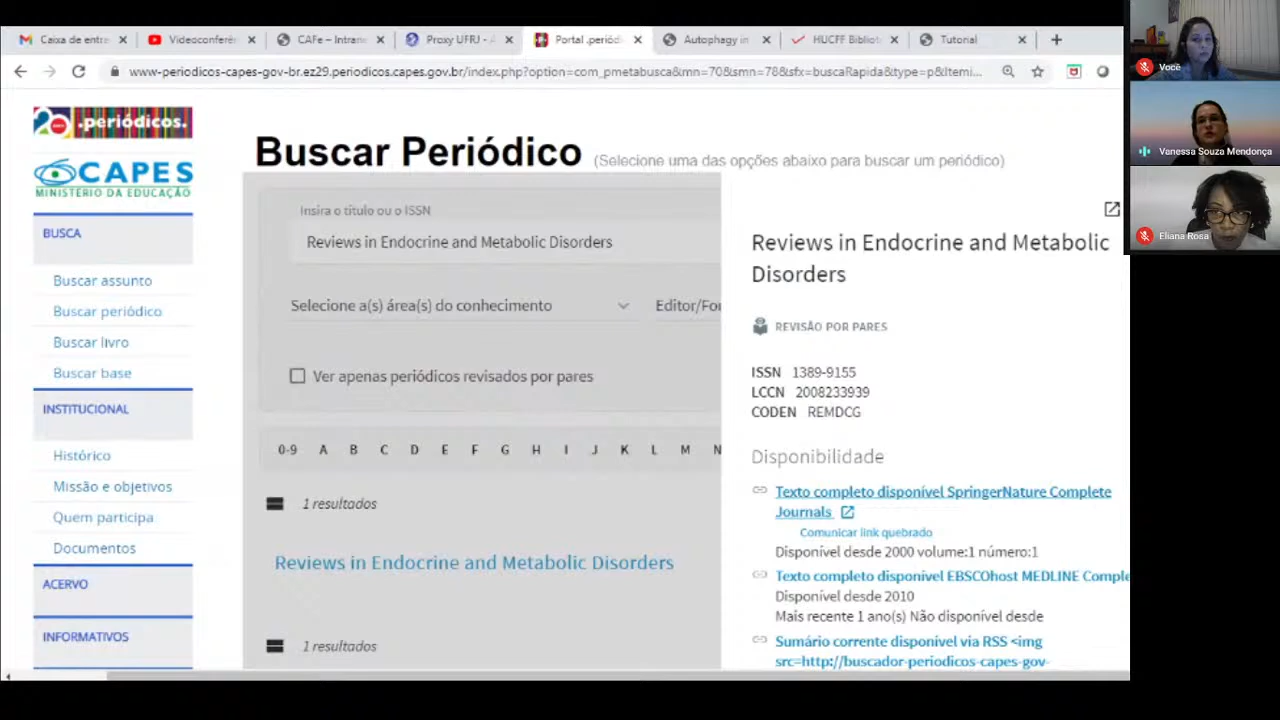 Caixa de entre
Videoconferên
CAFe – Intrane
Proxy UFRJ - A
Portal .periód
Autophagy in
HUCFF Bibliot
Tutorial
www-periodicos-capes-gov-br.ez29.periodicos.capes.gov.br/index.php?option=com_pmetabusca&mn=70&smn=78&sfx=buscaRapida&type=p&Itemi...
Você
Vanessa Souza Mendonça
Eliana Rosa
20 .periódicos.
CAPES
MINISTÉRIO DA EDUCAÇÃO
BUSCA
Buscar assunto
Buscar periódico
Buscar livro
Buscar base
INSTITUCIONAL
Histórico
Missão e objetivos
Quem participa
Documentos
ACERVO
INFORMATIVOS
Buscar Periódico (Selecione uma das opções abaixo para buscar um periódico)
Insira o título ou o ISSN
Reviews in Endocrine and Metabolic Disorders
Selecione a(s) área(s) do conhecimento
Editor/For
Ver apenas periódicos revisados por pares
0-9 A B C D E F G H I J K L M N
1 resultados
Reviews in Endocrine and Metabolic Disorders
1 resultados
Reviews in Endocrine and Metabolic
Disorders
REVISÃO POR PARES
ISSN 1389-9155
LCCN 2008233939
CODEN REMDCG
Disponibilidade
Texto completo disponível SpringerNature Complete
Journals
Comunicar link quebrado
Disponível desde 2000 volume:1 número:1
Texto completo disponível EBSCOhost MEDLINE Comple
Disponível desde 2010
Mais recente 1 ano(s) Não disponível desde
Sumário corrente disponível via RSS <img
src=http://buscador-periodicos-capes-gov-